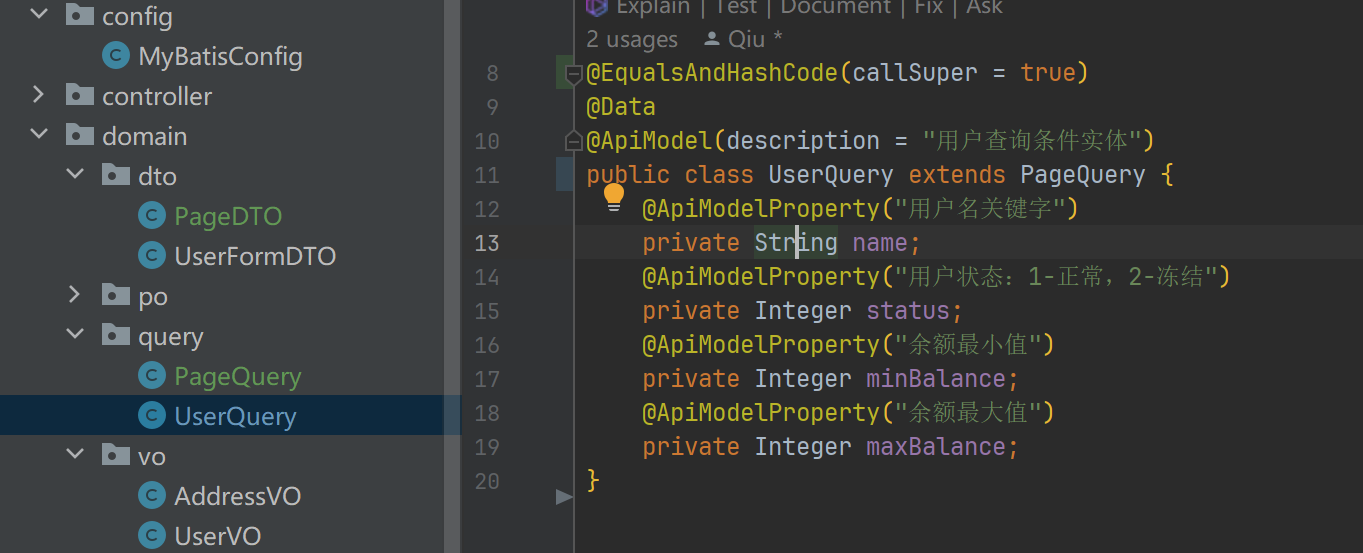 config
MyBatisConfig
controller
domain
dto
PageDTO
UserFormDTO
po
query
PageQuery
UserQuery
vo
AddressVO
UserVO
Explain | Test | Document | Fix | Ask
2 usages Qiu *
8 @EqualsAndHashCode(callSuper = true)
9 @Data
10 @ApiModel(description = "用户查询条件实体")
11 public class UserQuery extends PageQuery {
12 @ApiModelProperty("用户名关键字")
13 private String name;
14 @ApiModelProperty("用户状态：1-正常，2-冻结")
15 private Integer status;
16 @ApiModelProperty("余额最小值")
17 private Integer minBalance;
18 @ApiModelProperty("余额最大值")
19 private Integer maxBalance;
20 }